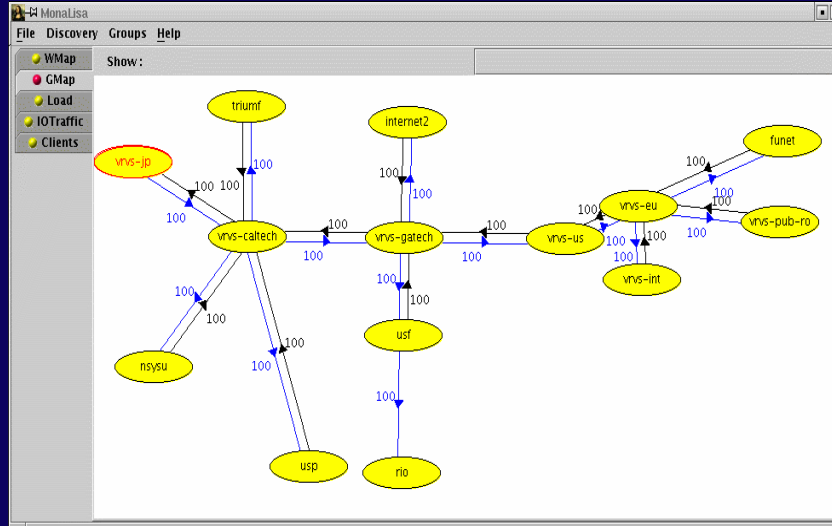 MonaLisa
File Discovery Groups Help
WMap
GMap
Load
IOTraffic
Clients
Show :
triumf
internet2
funet
vrvs-jp
100
100
100
100
100
100
100
100
vrvs-eu
vrvs-pub-ro
100
100
100
100
vrvs-caltech
100
100
vrvs-gatech
100
100
vrvs-us
100
100
100
100
vrvs-int
100
100
nsysu
100
100
usf
100
100
usp
100
rio